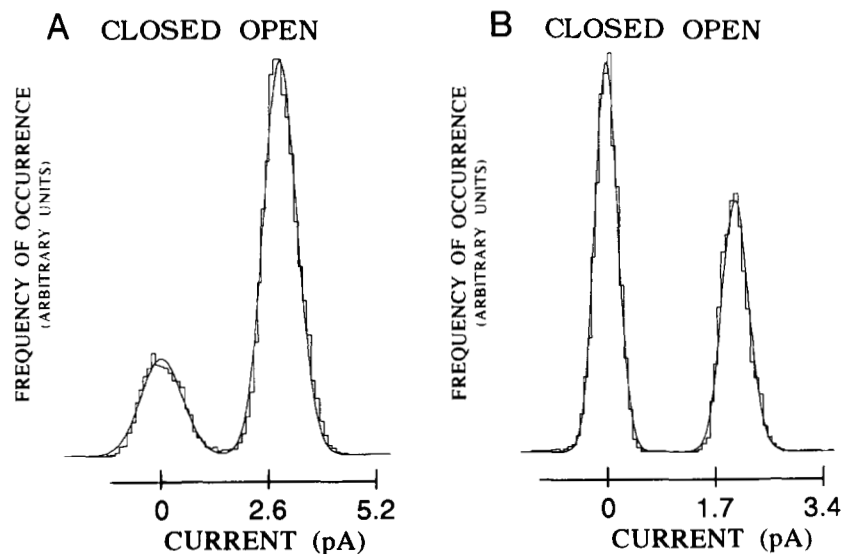 A CLOSED OPEN
FREQUENCY OF OCCURRENCE
(ARBITRARY UNITS)
0 2.6 5.2
CURRENT (pA)
B CLOSED OPEN
FREQUENCY OF OCCURRENCE
(ARBITRARY UNITS)
0 1.7 3.4
CURRENT (pA)